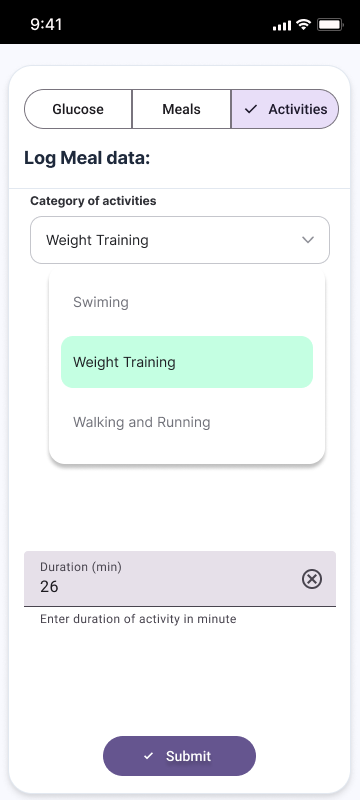 9:41
Glucose Meals Activities
Log Meal data:
Category of activities
Weight Training
Swiming
Weight Training
Walking and Running
Duration (min)
26
Enter duration of activity in minute
Submit